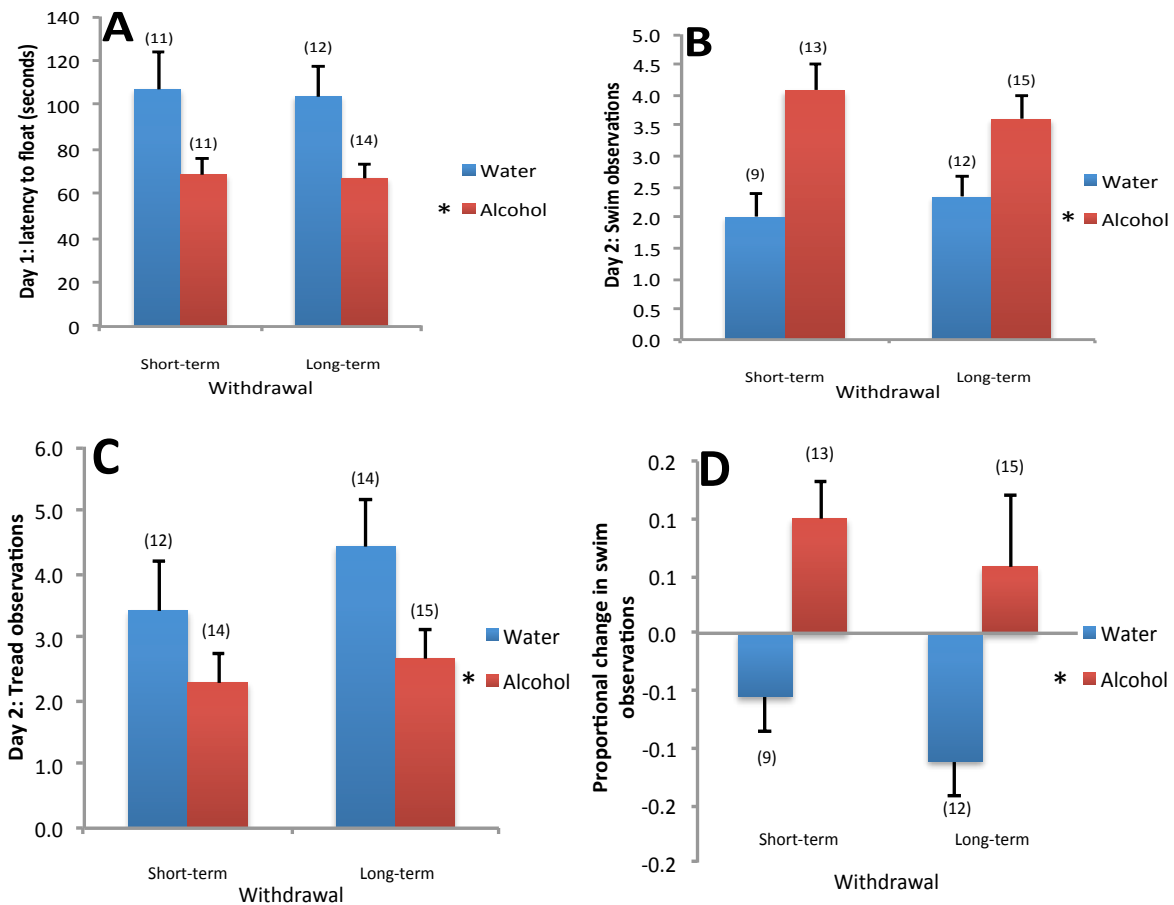 A
Day 1: latency to float (seconds)
140
120
100
80
60
40
20
0
(11)
(11)
(12)
(14)
Short-term
Long-term
Withdrawal
Water
* Alcohol
B
Day 2: Swim observations
5.0
4.5
4.0
3.5
3.0
2.5
2.0
1.5
1.0
0.5
0.0
(9)
(13)
(12)
(15)
Short-term
Long-term
Withdrawal
Water
* Alcohol
C
Day 2: Tread observations
6.0
5.0
4.0
3.0
2.0
1.0
0.0
(12)
(14)
(14)
(15)
Short-term
Long-term
Withdrawal
Water
* Alcohol
D
Proportional change in swim
observations
0.2
0.1
0.1
0.0
-0.1
-0.1
-0.2
-0.2
(13)
(15)
(9)
(12)
Short-term
Long-term
Withdrawal
Water
* Alcohol